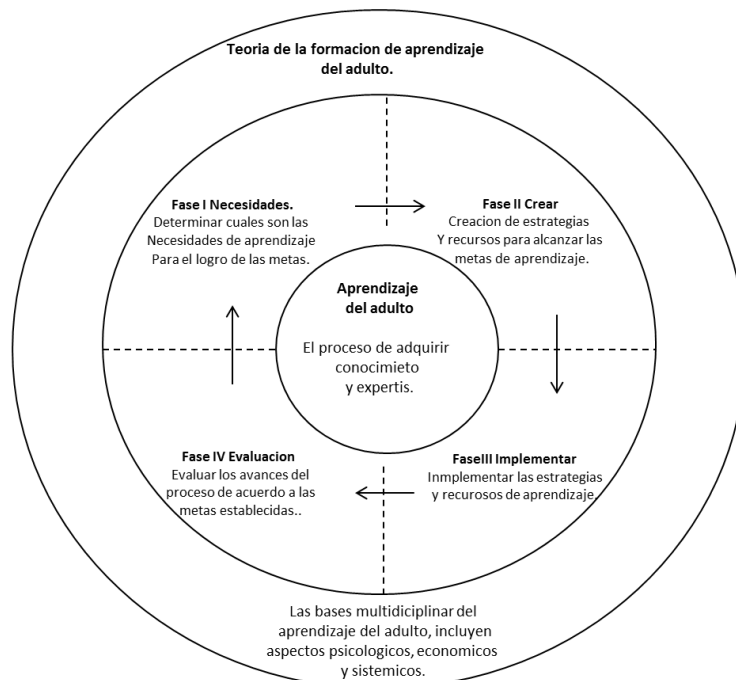 Teoria de la formacion de aprendizaje
del adulto.
Fase I Necesidades.
Determinar cuales son las
Necesidades de aprendizaje
Para el logro de las metas.
Fase II Crear
Creacion de estrategias
Y recursos para alcanzar las
metas de aprendizaje.
Aprendizaje
del adulto
El proceso de adquirir
conocimieto
y expertis.
Fase IV Evaluacion
Evaluar los avances del
proceso de acuerdo a las
metas establecidas..
FaseIII Implementar
Inmplementar las estrategias
y recurosos de aprendizaje.
Las bases multidiciplinar del
aprendizaje del adulto, incluyen
aspectos psicologicos, economicos
y sistemicos.